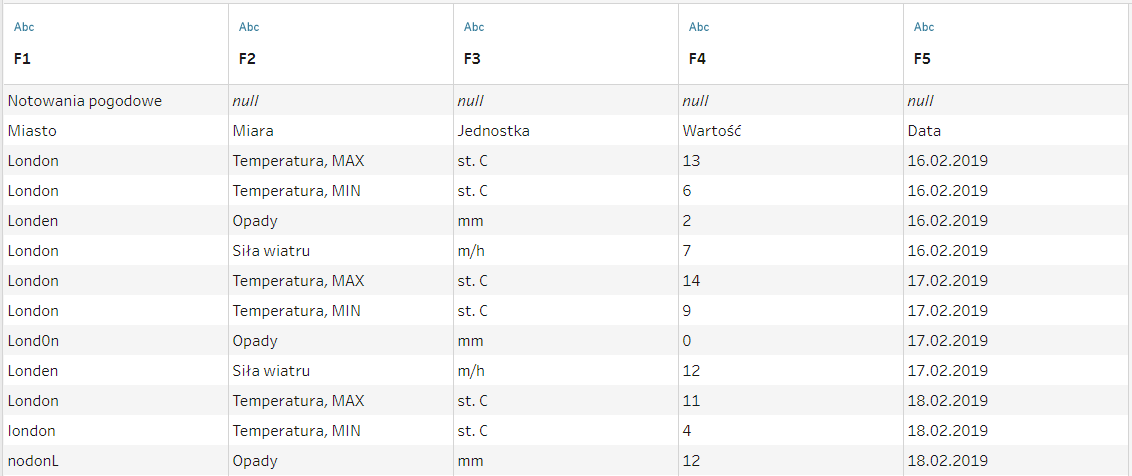 Abc Abc Abc Abc Abc
F1 F2 F3 F4 F5
Notowania pogodowe null null null null
Miasto Miara Jednostka Wartość Data
London Temperatura, MAX st. C 13 16.02.2019
London Temperatura, MIN st. C 6 16.02.2019
Londen Opady mm 2 16.02.2019
London Siła wiatru m/h 7 16.02.2019
London Temperatura, MAX st. C 14 17.02.2019
London Temperatura, MIN st. C 9 17.02.2019
Lond0n Opady mm 0 17.02.2019
Londen Siła wiatru m/h 12 17.02.2019
London Temperatura, MAX st. C 11 18.02.2019
london Temperatura, MIN st. C 4 18.02.2019
nodonL Opady mm 12 18.02.2019